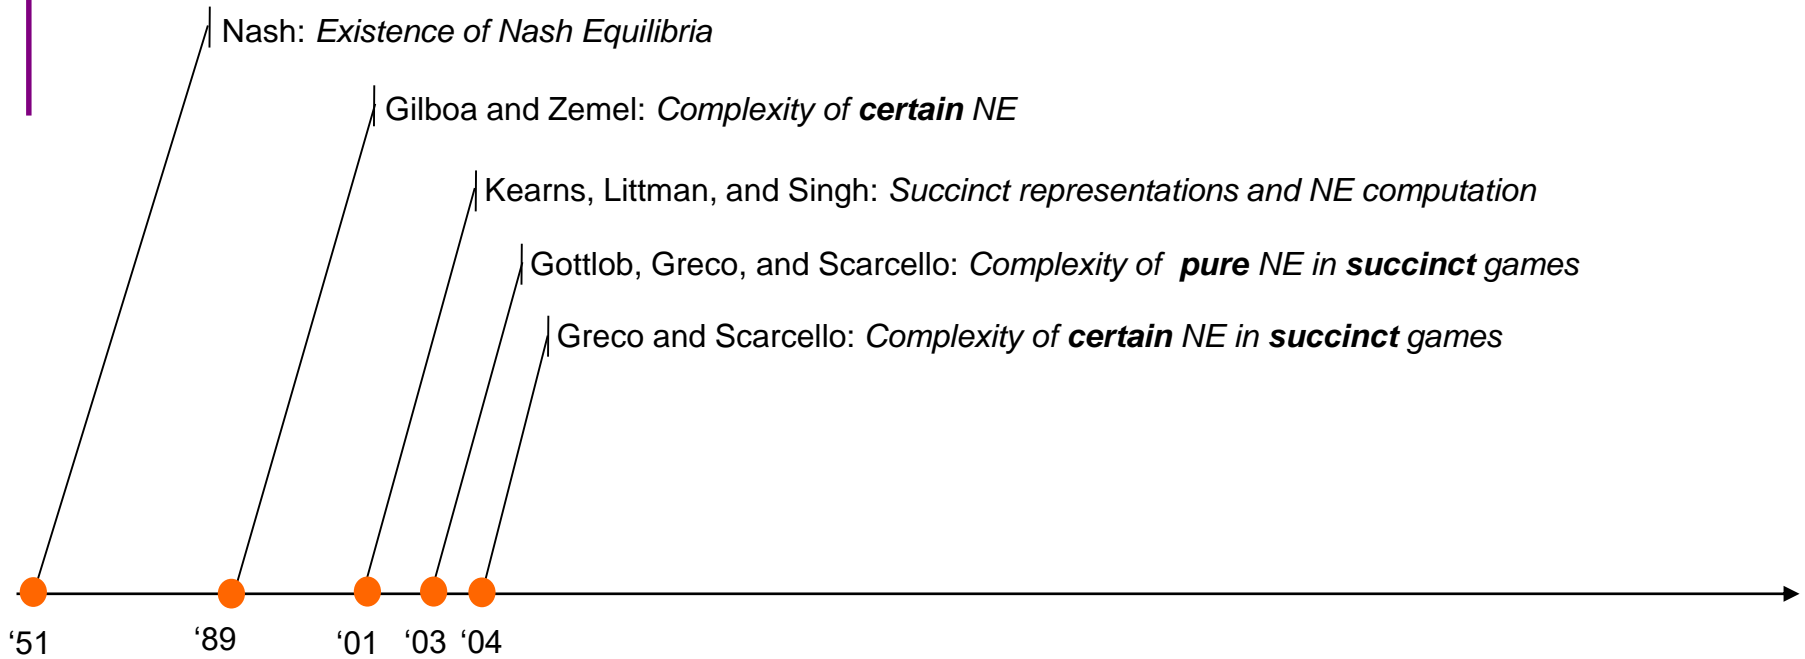 Nash: Existence of Nash Equilibria
Gilboa and Zemel: Complexity of certain NE
Kearns, Littman, and Singh: Succinct representations and NE computation
Gottlob, Greco, and Scarcello: Complexity of pure NE in succinct games
Greco and Scarcello: Complexity of certain NE in succinct games
‘51 ‘89 ‘01 ‘03 ‘04